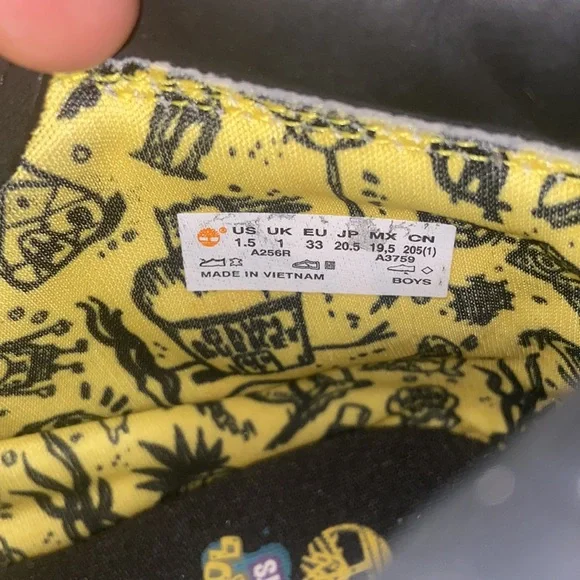 ® US UK EU JP MX CN
1.5 1 33 20.5 19.5 205(1)
A256R A3759
MADE IN VIETNAM BOYS